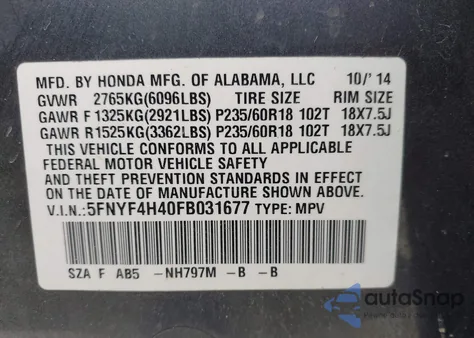 MFD. BY HONDA MFG. OF ALABAMA, LLC 10/'14
GVWR 2765KG(6096LBS) TIRE SIZE RIM SIZE
GAWR F 1325KG(2921LBS) P235/60R18 102T 18X7.5J
GAWR R1525KG(3362LBS) P235/60R18 102T 18X7.5J
THIS VEHICLE CONFORMS TO ALL APPLICABLE
FEDERAL MOTOR VEHICLE SAFETY
AND THEFT PREVENTION STANDARDS IN EFFECT
ON THE DATE OF MANUFACTURE SHOWN ABOVE.
V.I.N.:5FNYF4H40FB031677 TYPE: MPV
SZA F AB5 -NH797M -B -B
autoSnap